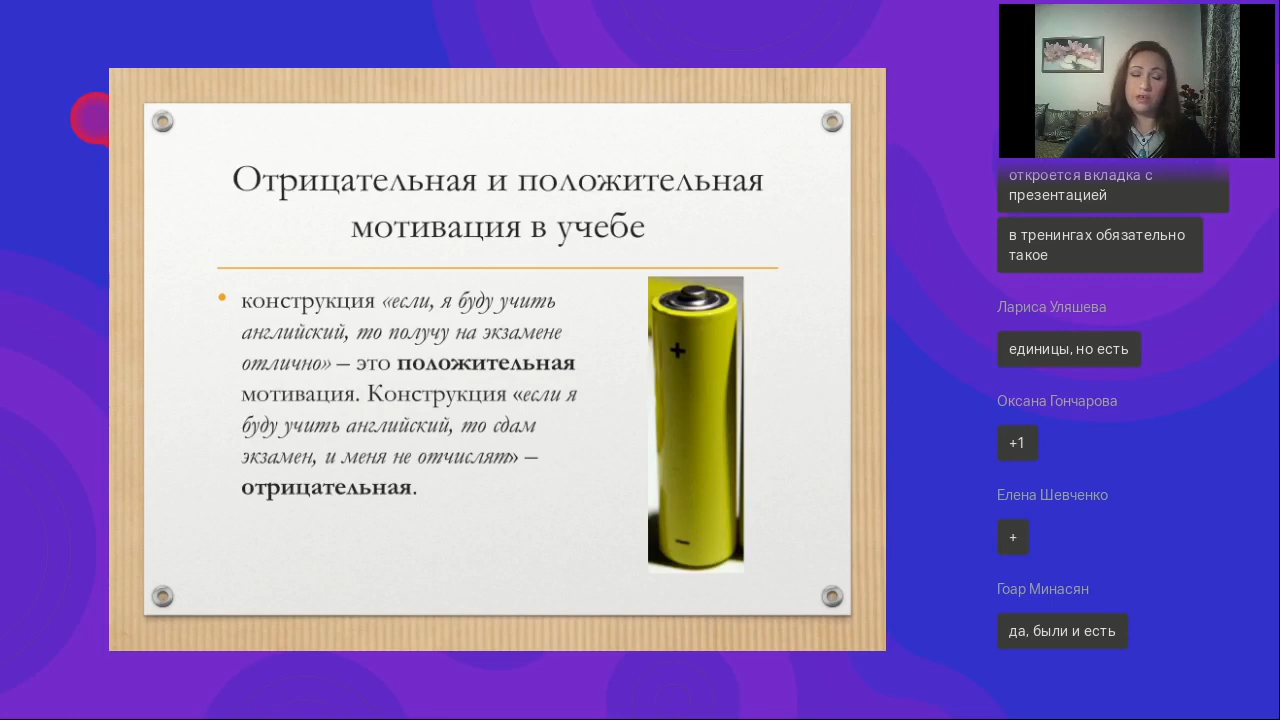 Отрицательная и положительная
мотивация в учебе
конструкция «если, я буду учить
английский, то получу на экзамене
отлично» – это положительная
мотивация. Конструкция «если я
буду учить английский, то сдам
экзамен, и меня не отчислят» –
отрицательная.
+
–
откроется вкладка с
презентацией
в тренингах обязательно
такое
Лариса Уляшева
единицы, но есть
Оксана Гончарова
+1
Елена Шевченко
+
Гоар Минасян
да, были и есть